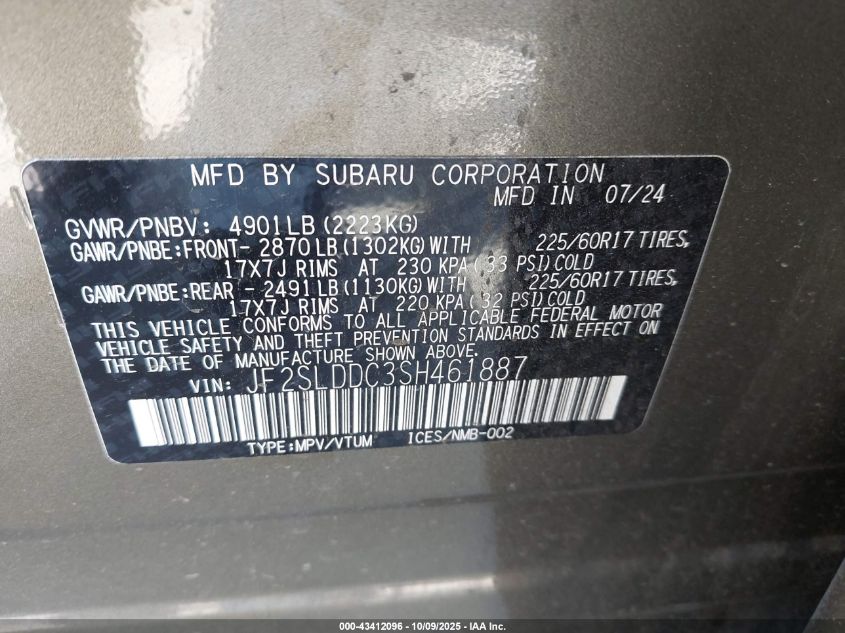 MFD BY SUBARU CORPORATION
MFD IN 07/24
GVWR/PNBV: 4901LB(2223KG)
GAWR/PNBE:FRONT- 2870LB(1302KG)WITH 225/60R17 TIRES,
17X7J RIMS AT 230 KPA(33 PSI)COLD
GAWR/PNBE:REAR - 2491LB(1130KG)WITH 225/60R17 TIRES,
17X7J RIMS AT 220 KPA(32 PSI)COLD
THIS VEHICLE CONFORMS TO ALL APPLICABLE FEDERAL MOTOR
VEHICLE SAFETY AND THEFT PREVENTION STANDARDS IN EFFECT ON
THE DATE OF MANUFACTURE SHOWN ABOVE.
VIN: JF2SLDDC3SH461887
TYPE:MPV/VTUM ICES/NMB-002
000-43412096 - 10/09/2025 - IAA Inc.